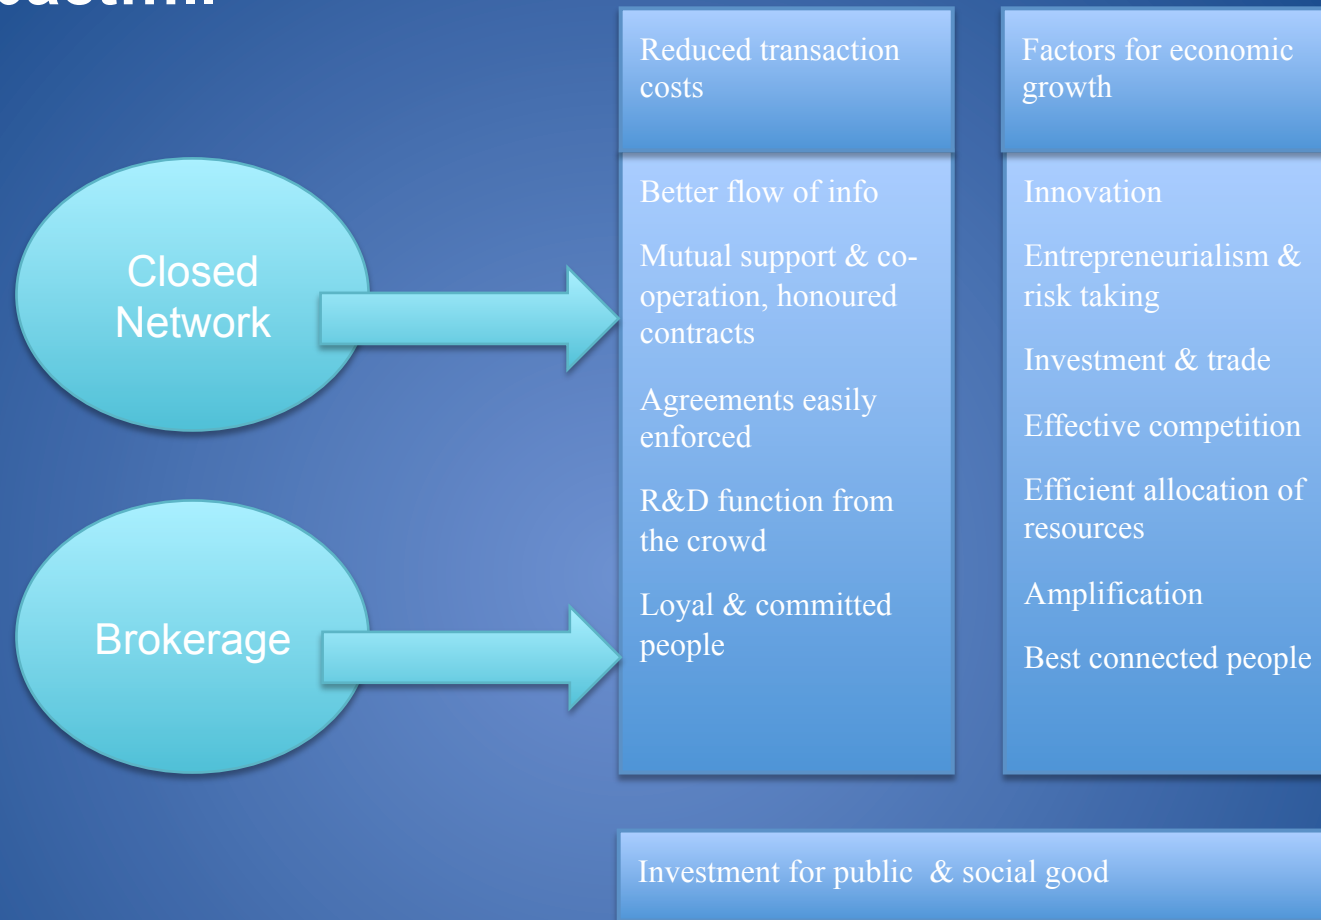 Closed
Network
Brokerage
Reduced transaction
costs
Better flow of info
Mutual support & co-
operation, honoured
contracts
Agreements easily
enforced
R&D function from
the crowd
Loyal & committed
people
Factors for economic
growth
Innovation
Entrepreneurialism &
risk taking
Investment & trade
Effective competition
Efficient allocation of
resources
Amplification
Best connected people
Investment for public & social good